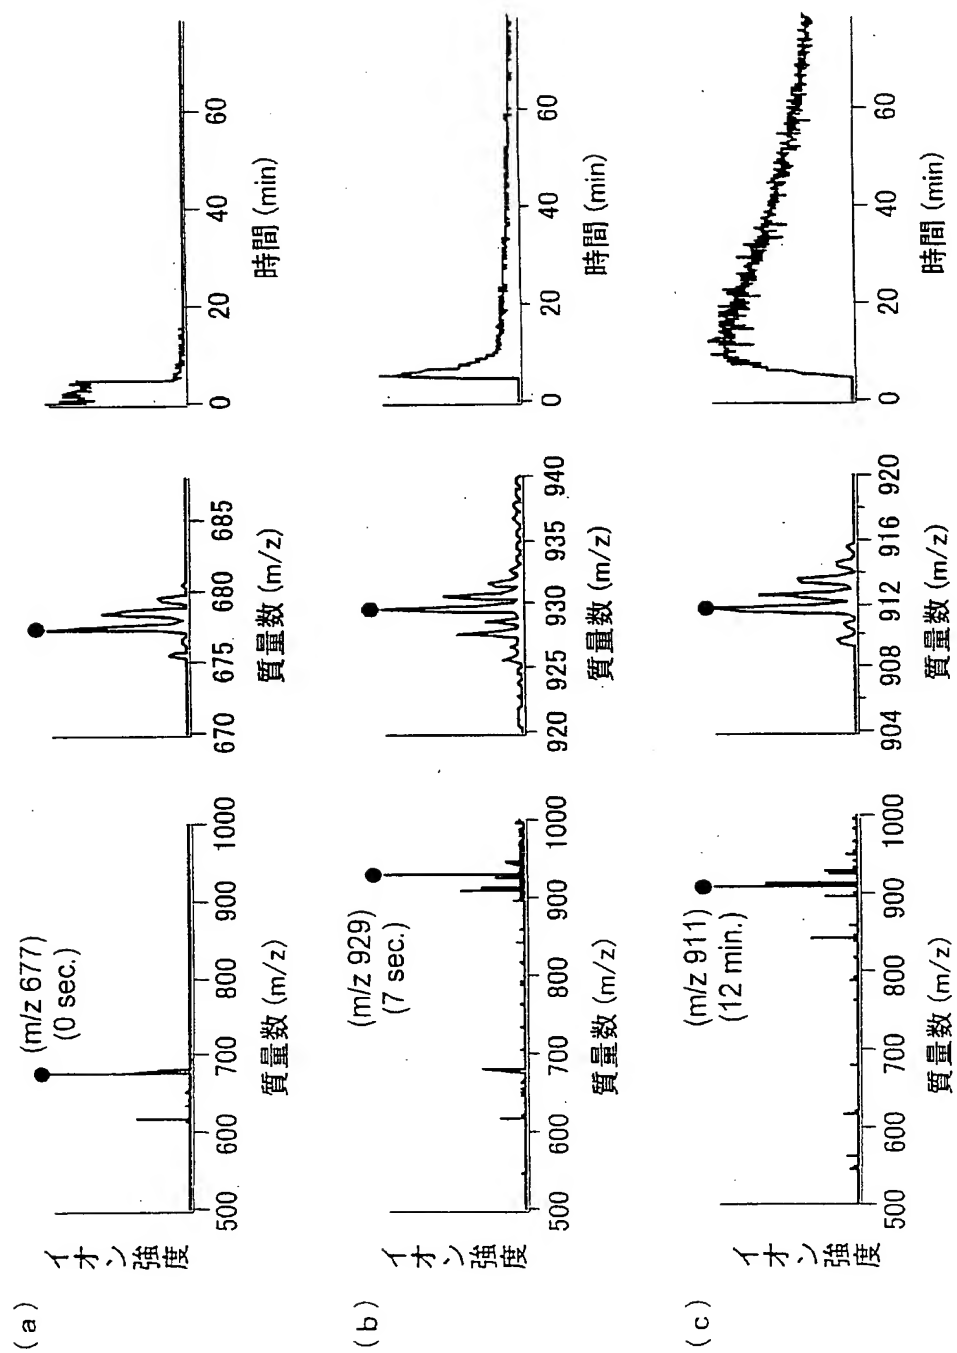 (a)
イオン強度
(m/z 677)
(0 sec.)
500 600 700 800 900 1000
質量数 (m/z)
670 675 680 685
質量数 (m/z)
0 20 40 60
時間 (min)
(b)
イオン強度
(m/z 929)
(7 sec.)
500 600 700 800 900 1000
質量数 (m/z)
920 925 930 935 940
質量数 (m/z)
0 20 40 60
時間 (min)
(c)
イオン強度
(m/z 911)
(12 min.)
500 600 700 800 900 1000
質量数 (m/z)
904 908 912 916 920
質量数 (m/z)
0 20 40 60
時間 (min)